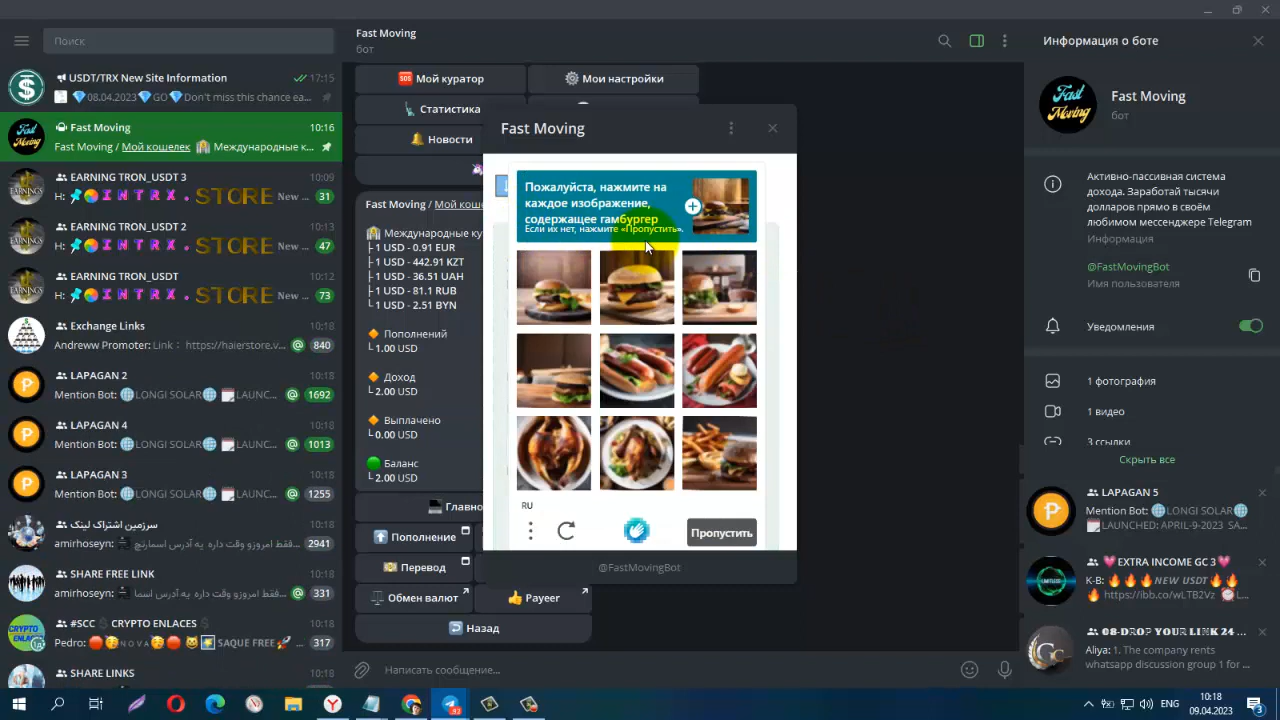 Поиск
USDT/TRX New Site Information
17:15
08.04.2023 GO Don't miss this chance ea...
Fast Moving
10:16
Fast Moving / Мой кошелек Международные к...
EARNING TRON_USDT 3
10:09
H: I N T R X . STORE New ...
31
EARNING TRON_USDT 2
10:13
H: I N T R X . STORE New ...
47
EARNING TRON_USDT
10:12
H: I N T R X . STORE New ...
73
Exchange Links
10:18
Andreww Promoter: Link : https://haierstore.v...
@ 840
LAPAGAN 2
10:18
Mention Bot: LONGI SOLAR LAUNC...
@ 1692
LAPAGAN 4
10:18
Mention Bot: LONGI SOLAR LAUNC...
@ 1013
LAPAGAN 3
10:18
Mention Bot: LONGI SOLAR LAUNC...
@ 1255
سرزمین اشتراک لینک
10:18
amirhoseyn:
2941
SHARE FREE LINK
10:18
amirhoseyn:
@ 331
#SCC CRYPTO ENLACES
10:18
Pedro: NOVA SAQUE FREE ...
317
SHARE LINKS
10:18
Fast Moving
бот
Мой куратор
Мои настройки
Статистика
Новости
Fast Moving / Мой коше
Международные ку
├ 1 USD - 0.91 EUR
├ 1 USD - 442.91 KZT
├ 1 USD - 36.51 UAH
├ 1 USD - 81.1 RUB
└ 1 USD - 2.51 BYN
Пополнений
└ 1.00 USD
Доход
└ 2.00 USD
Выплачено
└ 0.00 USD
Баланс
└ 2.00 USD
Главно
Пополнение
Перевод
Обмен валют
Payeer
Назад
Написать сообщение...
Fast Moving
Пожалуйста, нажмите на
каждое изображение,
содержащее гамбургер
Если их нет, нажмите «Пропустить».
RU
Пропустить
@FastMovingBot
Информация о боте
Fast Moving
Fast Moving
бот
Активно-пассивная система
дохода. Заработай тысячи
долларов прямо в своём
любимом мессенджере Telegram
Информация
@FastMovingBot
Имя пользователя
Уведомления
1 фотография
1 видео
3 ссылки
Скрыть все
LAPAGAN 5
Mention Bot: LONGI SOLAR
LAUNCHED: APRIL-9-2023 SA...
EXTRA INCOME GC 3
K-B: NEW USDT
https://ibb.co/wLTB2Vz
08-DROP YOUR LINK 24 ...
Aliya: 1. The company rents
whatsapp discussion group 1 for ...
ENG
10:18
09.04.2023
3